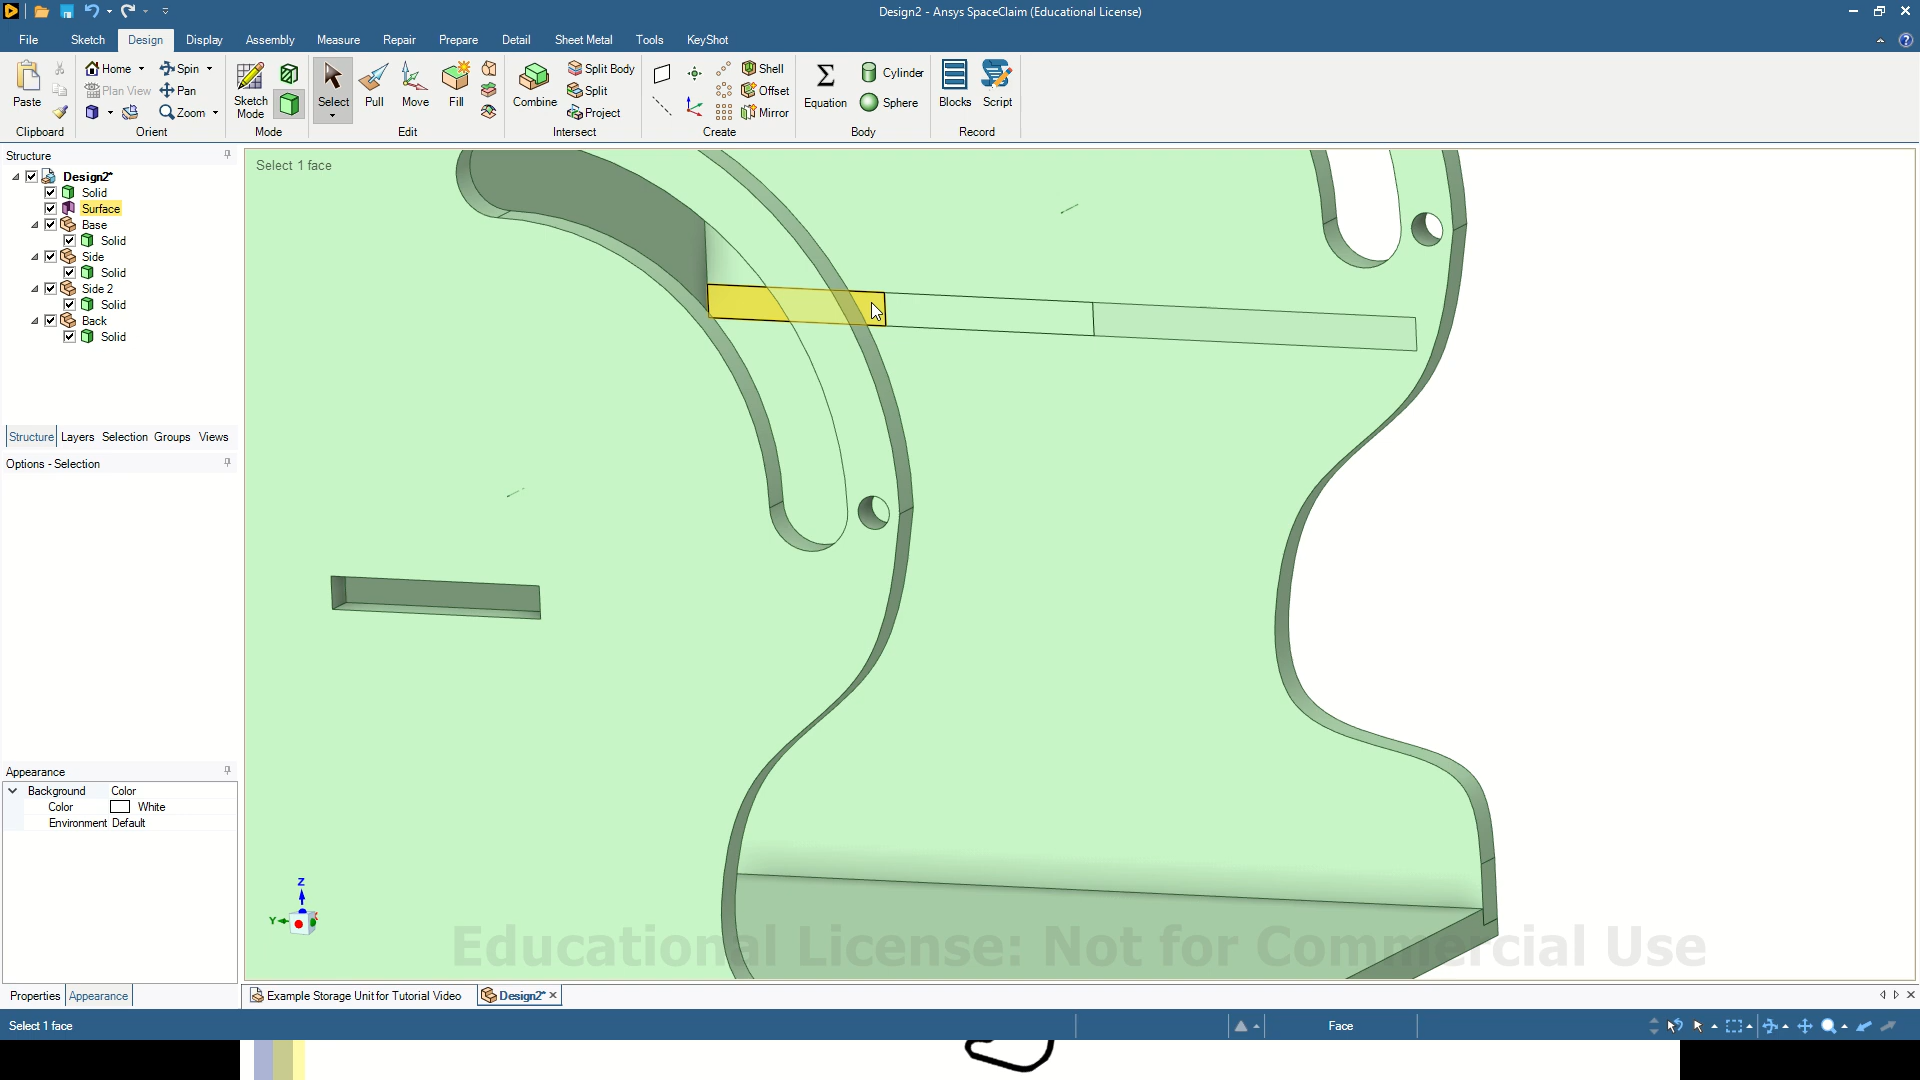 Design2 - Ansys SpaceClaim (Educational License)
File Sketch Design Display Assembly Measure Repair Prepare Detail Sheet Metal Tools KeyShot
Paste Home Spin Plan View Pan Zoom Sketch Mode Select Pull Move Fill Combine Split Body Split Project Shell Offset Mirror Equation Cylinder Sphere Blocks Script
Clipboard Orient Mode Edit Intersect Create Body Record
Structure
Design2*
Solid
Surface
Base
Solid
Side
Solid
Side 2
Solid
Back
Solid
Structure Layers Selection Groups Views
Options - Selection
Appearance
Background Color
Color White
Environment Default
Properties Appearance
Select 1 face
Z
Y
X
Educational License: Not for Commercial Use
Example Storage Unit for Tutorial Video Design2*
Select 1 face Face